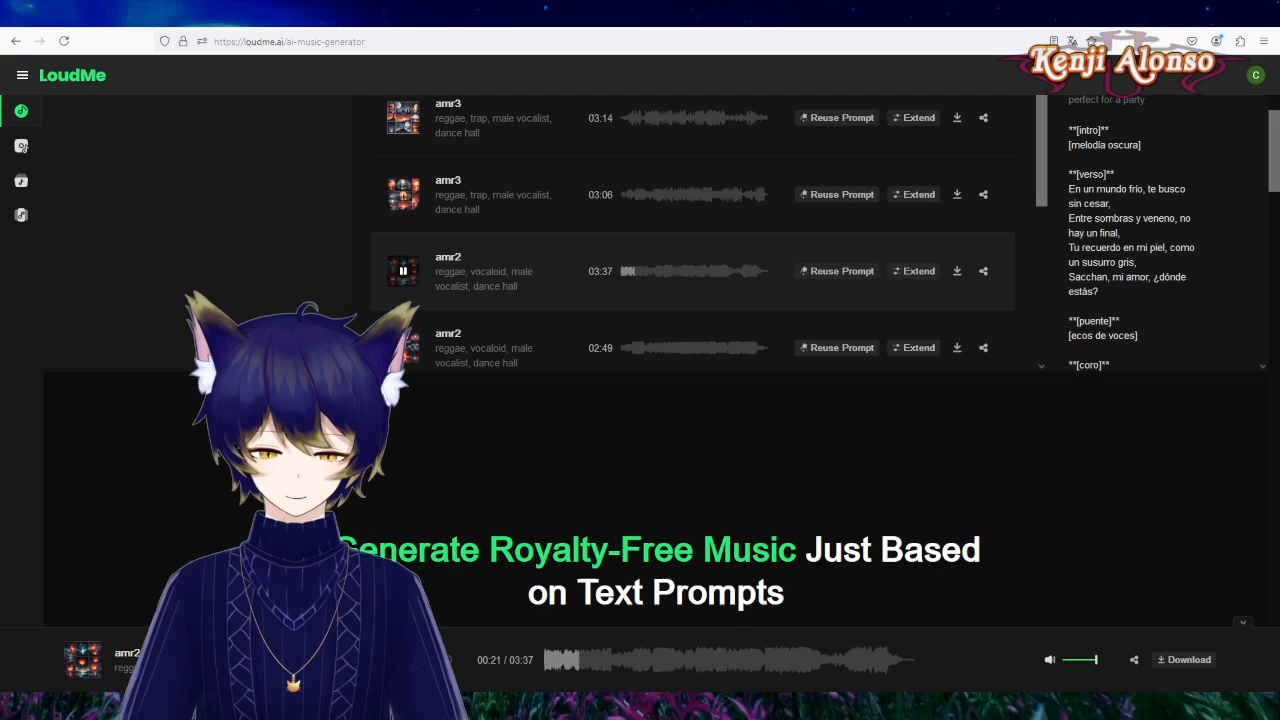 https://loudme.ai/ai-music-generator
Kenji Alonso
LoudMe
C
amr3
reggae, trap, male vocalist,
dance hall
03:14
Reuse Prompt
Extend
amr3
reggae, trap, male vocalist,
dance hall
03:06
Reuse Prompt
Extend
amr2
reggae, vocaloid, male
vocalist, dance hall
03:37
Reuse Prompt
Extend
amr2
reggae, vocaloid, male
vocalist, dance hall
02:49
Reuse Prompt
Extend
perfect for a party
**[intro]**
[melodía oscura]
**[verso]**
En un mundo frío, te busco
sin cesar,
Entre sombras y veneno, no
hay un final,
Tu recuerdo en mi piel, como
un susurro gris,
Sacchan, mi amor, ¿dónde
estás?
**[puente]**
[ecos de voces]
**[coro]**
Generate Royalty-Free Music Just Based
on Text Prompts
amr2
00:21 / 03:37
Download